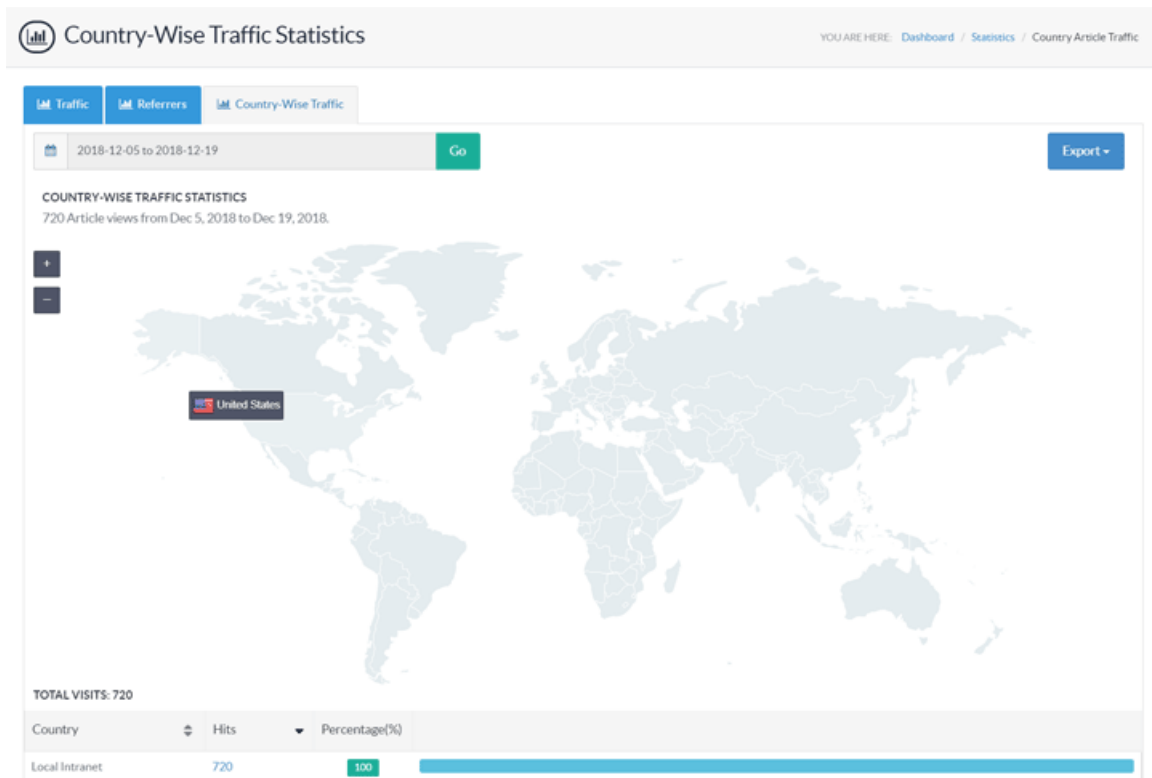 Country-Wise Traffic Statistics
YOU ARE HERE: Dashboard / Statistics / Country Article Traffic
Traffic Referrers Country-Wise Traffic
2018-12-05 to 2018-12-19 Go Export
COUNTRY-WISE TRAFFIC STATISTICS
720 Article views from Dec 5, 2018 to Dec 19, 2018.
+
−
United States
TOTAL VISITS: 720
Country Hits Percentage(%)
Local Intranet 720 100